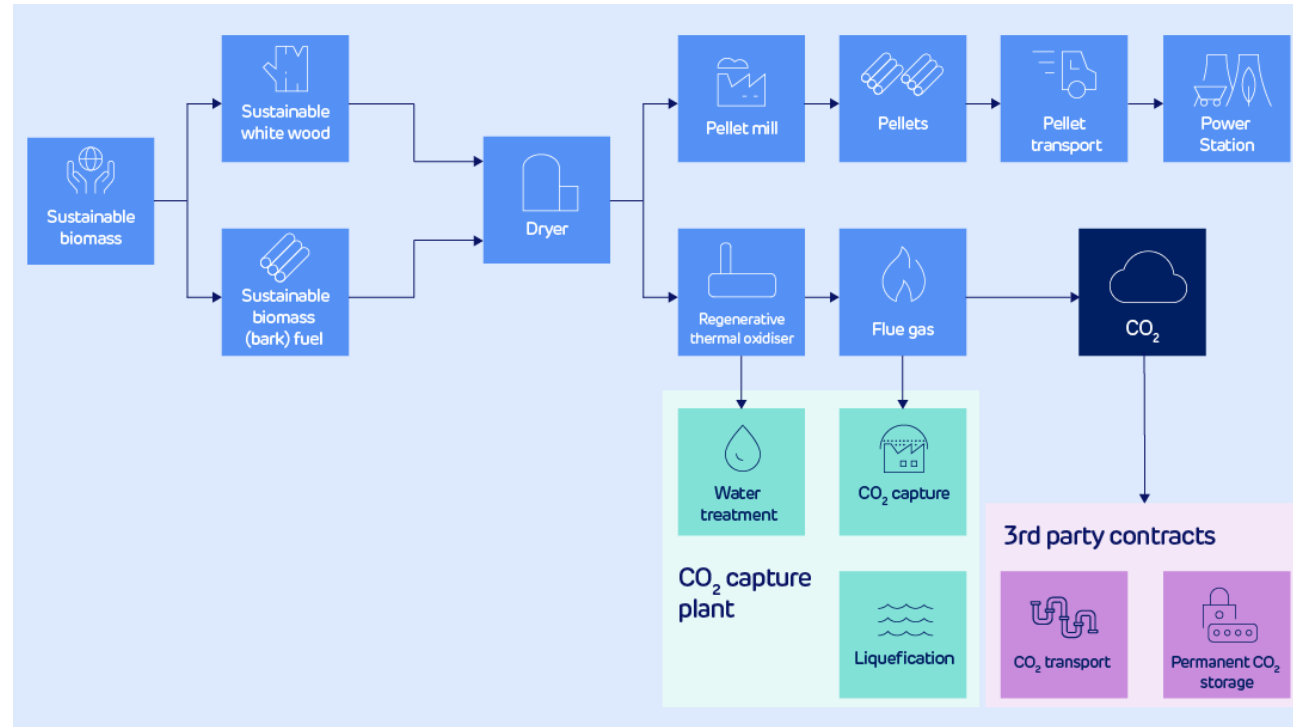 Sustainable
biomass
Sustainable
white wood
Sustainable
biomass
(bark) fuel
Dryer
Pellet mill
Pellets
Pellet
transport
Power
Station
Regenerative
thermal oxidiser
Flue gas
CO₂
Water
treatment
CO₂ capture
CO₂ capture
plant
Liquefication
3rd party contracts
CO₂ transport
Permanent CO₂
storage